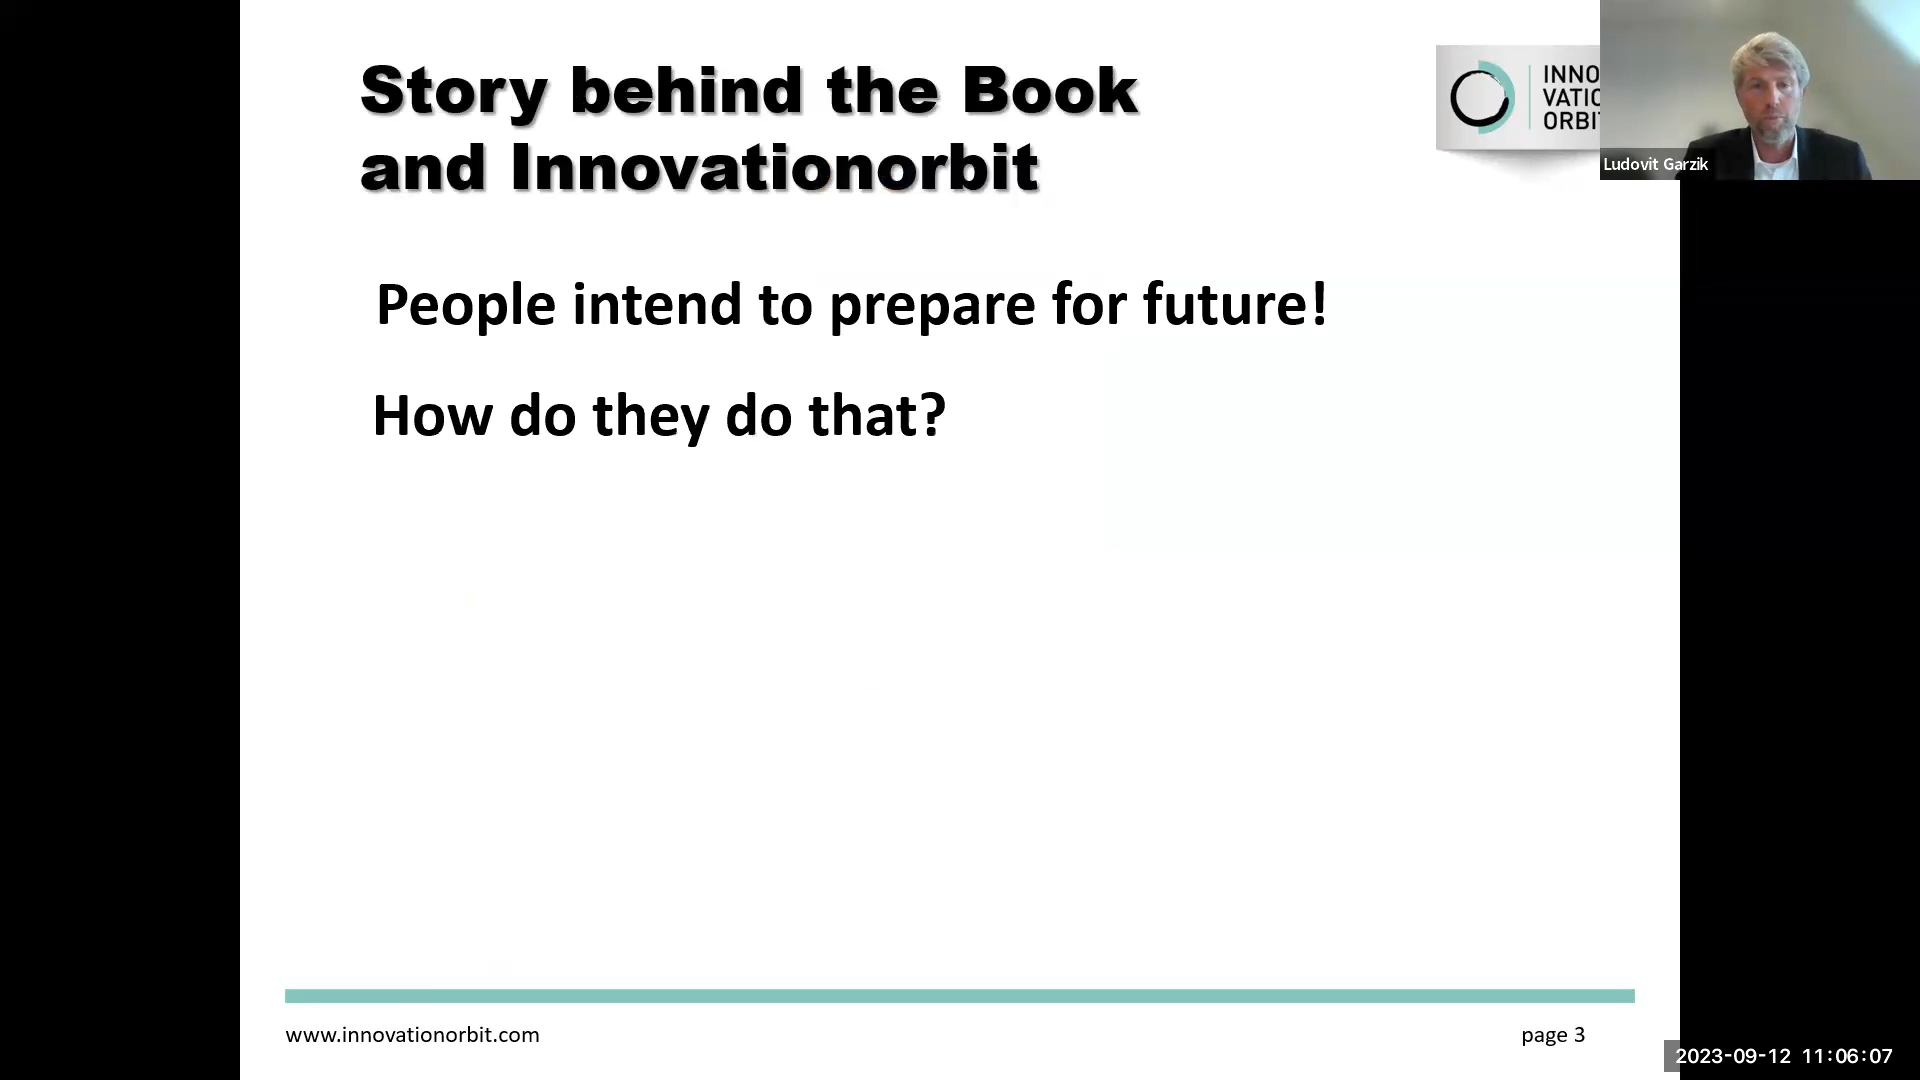 Story behind the Book
and Innovationorbit
INNO
VATIO
ORBIT
Ludovit Garzik
People intend to prepare for future!
How do they do that?
www.innovationorbit.com
page 3
2023-09-12 11:06:07